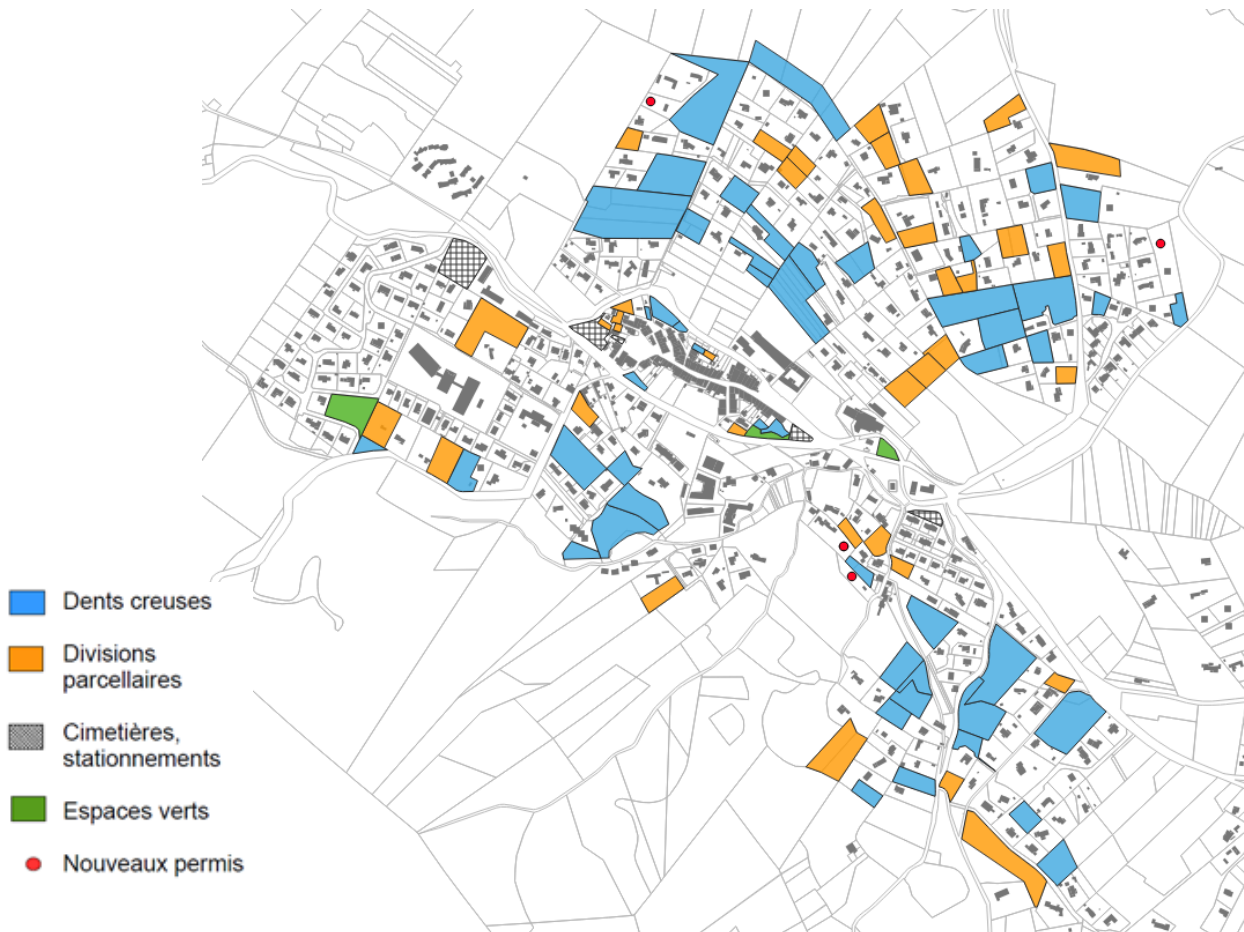 Dents creuses
Divisions
parcellaires
Cimetières,
stationnements
Espaces verts
Nouveaux permis